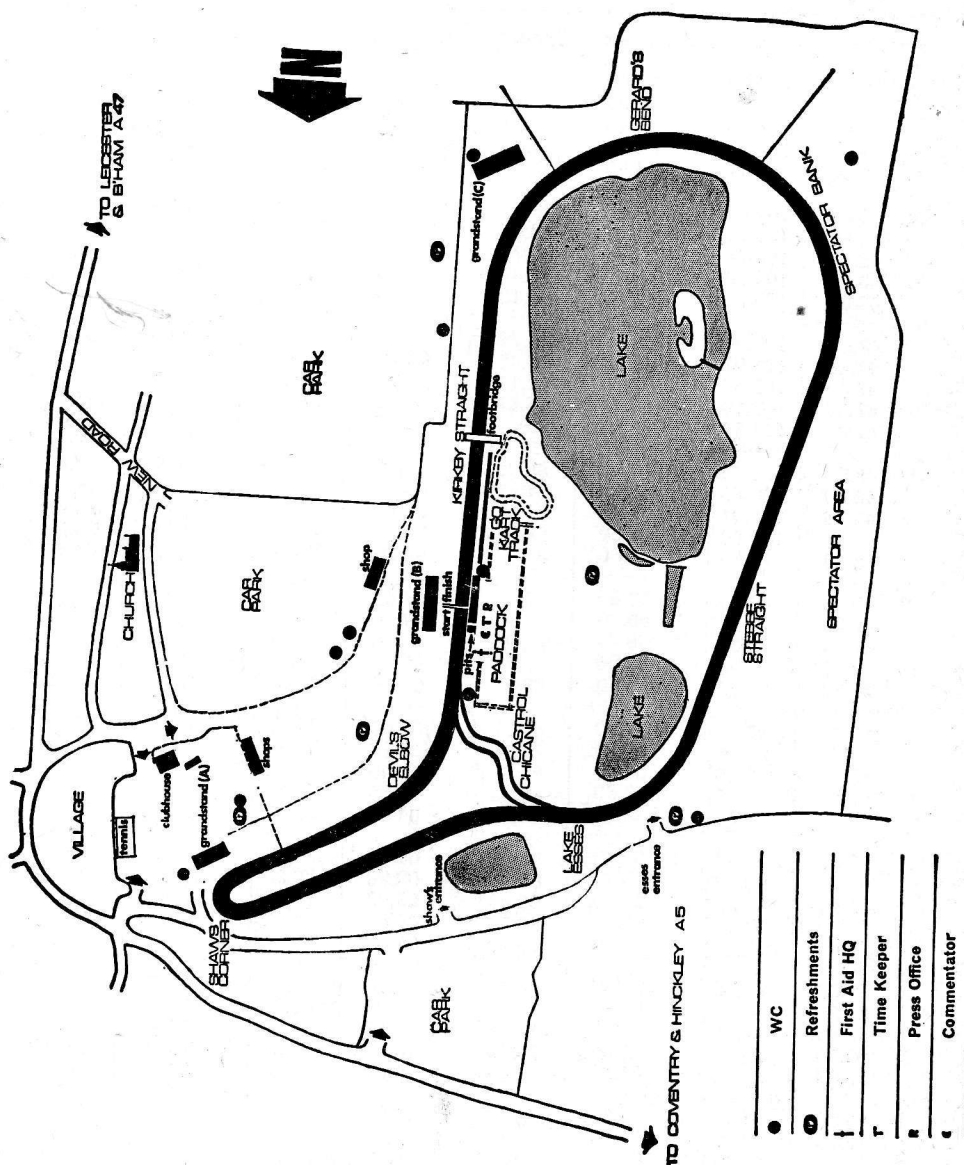 N
TO LEICESTER
& B'HAM A47
NEW ROAD
CHURCH
CAR
PARK
CAR
PARK
VILLAGE
tennis
clubhouse
grandstand (A)
shops
shop
SHAWS
CORNER
DEVILS
ELBOW
grandstand (B)
start
finish
KIRKBY STRAIGHT
footbridge
grandstand (C)
GERARD'S
BEND
pits
C T R
PADDOCK
GO
KART
TRACK
CASTROL
CHICANE
LAKE
LAKE
LAKE
ESSES
shaw's
entrance
esses
entrance
STEBBE
STRAIGHT
SPECTATOR BANK
SPECTATOR AREA
CAR
PARK
TO COVENTRY & HINCKLEY A5
WC
Refreshments
† First Aid HQ
T Time Keeper
R Press Office
C Commentator